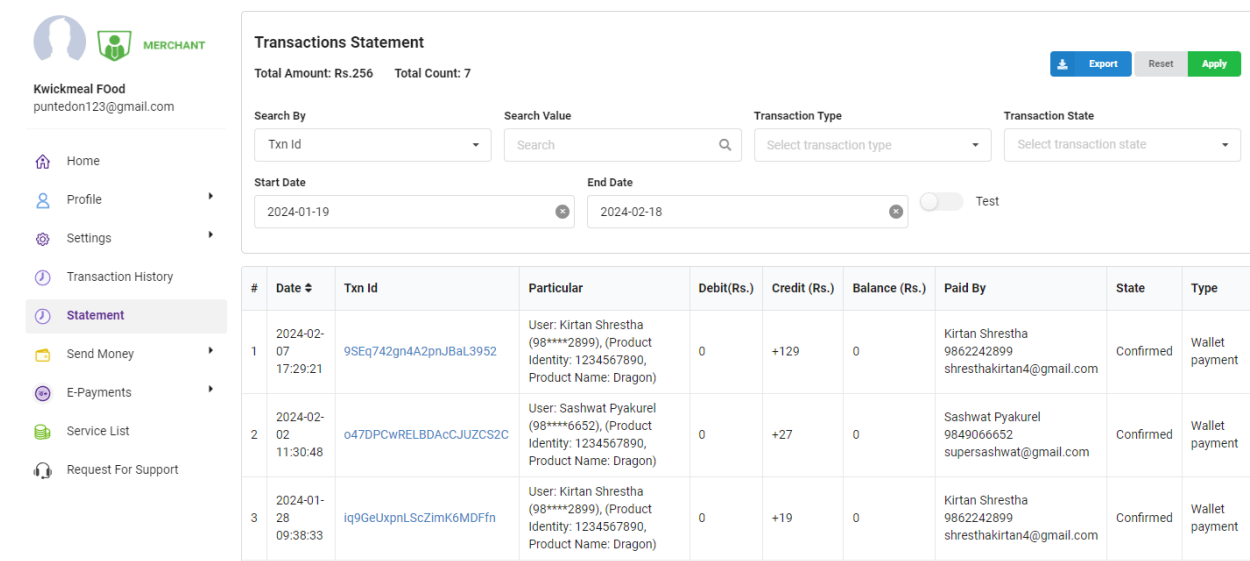 MERCHANT
Kwickmeal FOod
puntedon123@gmail.com
Home
Profile
Settings
Transaction History
Statement
Send Money
E-Payments
Service List
Request For Support
Transactions Statement
Total Amount: Rs.256 Total Count: 7
Export Reset Apply
Search By Search Value Transaction Type Transaction State
Txn Id Search Select transaction type Select transaction state
Start Date End Date
2024-01-19 2024-02-18 Test
# Date Txn Id Particular Debit(Rs.) Credit (Rs.) Balance (Rs.) Paid By State Type
1
2024-02-
07
17:29:21
9SEq742gn4A2pnJBaL3952
User: Kirtan Shrestha
(98****2899), (Product
Identity: 1234567890,
Product Name: Dragon)
0
+129
0
Kirtan Shrestha
9862242899
shresthakirtan4@gmail.com
Confirmed
Wallet
payment
2
2024-02-
02
11:30:48
o47DPCwRELBDAcCJUZCS2C
User: Sashwat Pyakurel
(98****6652), (Product
Identity: 1234567890,
Product Name: Dragon)
0
+27
0
Sashwat Pyakurel
9849066652
supersashwat@gmail.com
Confirmed
Wallet
payment
3
2024-01-
28
09:38:33
iq9GeUxpnLScZimK6MDFfn
User: Kirtan Shrestha
(98****2899), (Product
Identity: 1234567890,
Product Name: Dragon)
0
+19
0
Kirtan Shrestha
9862242899
shresthakirtan4@gmail.com
Confirmed
Wallet
payment